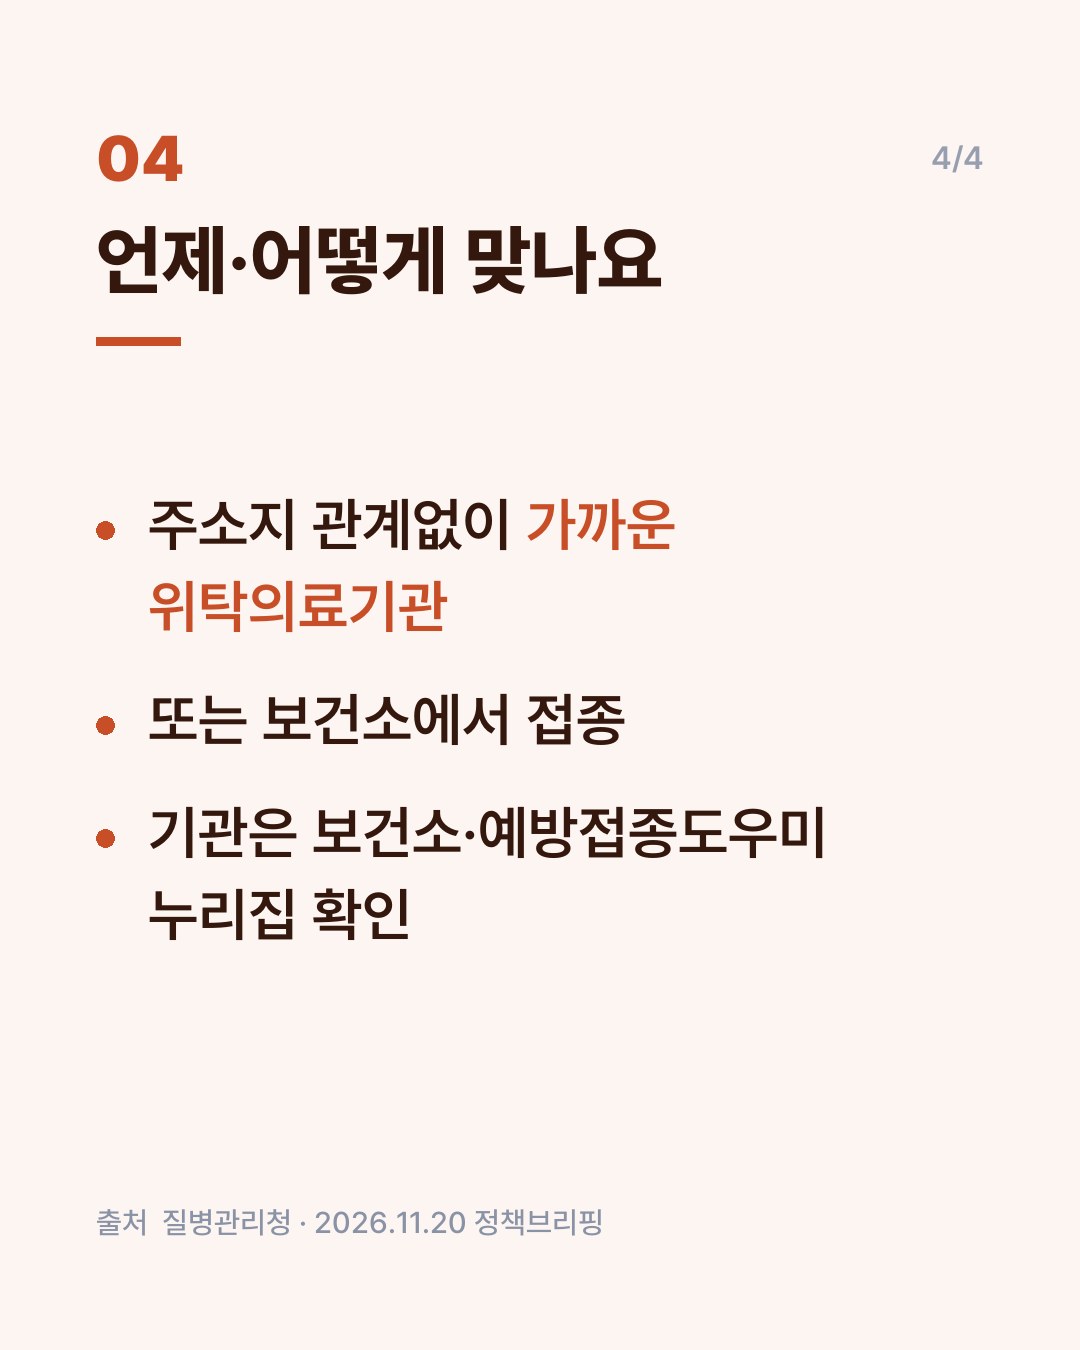 04
4/4
언제·어떻게 맞나요
주소지 관계없이 가까운
위탁의료기관
또는 보건소에서 접종
기관은 보건소·예방접종도우미
누리집 확인
출처 질병관리청 · 2026.11.20 정책브리핑